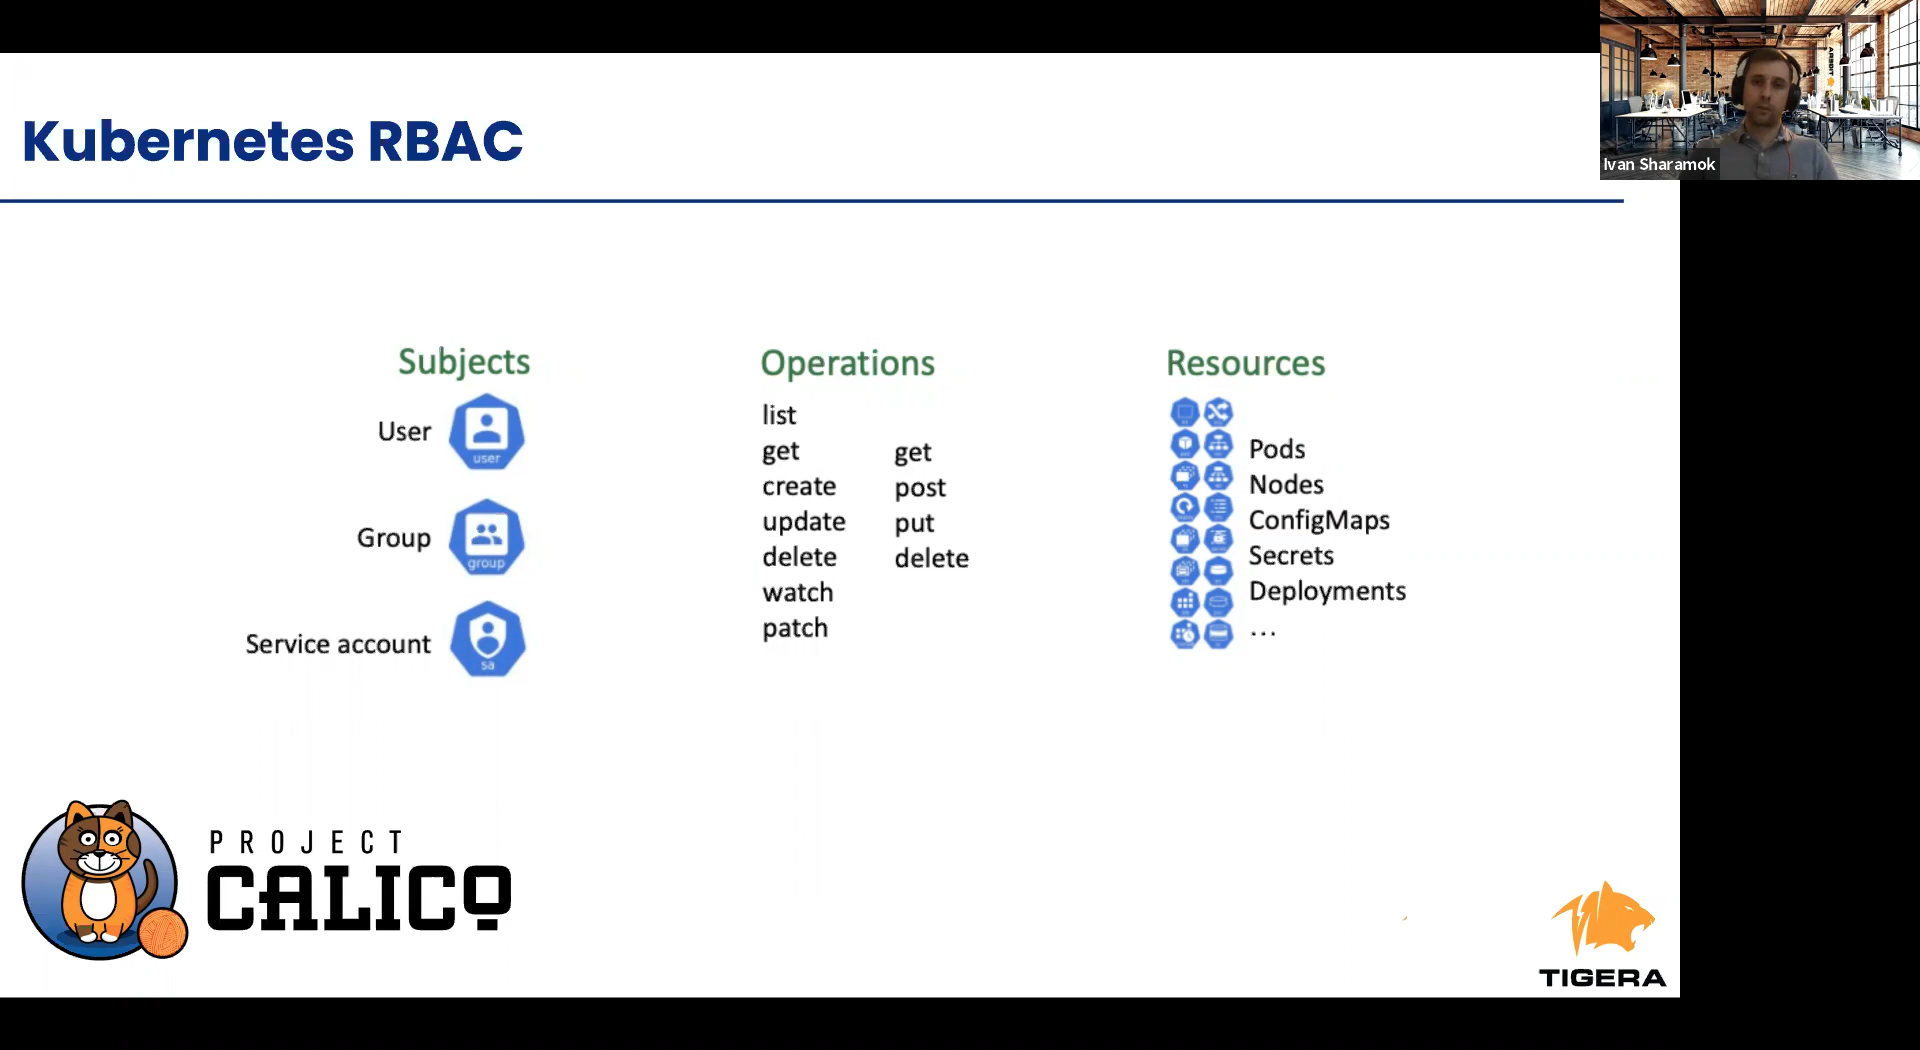 Kubernetes RBAC
Ivan Sharamok
Subjects
User
user
Group
group
Service account
sa
Operations
list
get
create
update
delete
watch
patch
get
post
put
delete
Resources
Pods
Nodes
ConfigMaps
Secrets
Deployments
...
PROJECT
CALICO
TIGERA